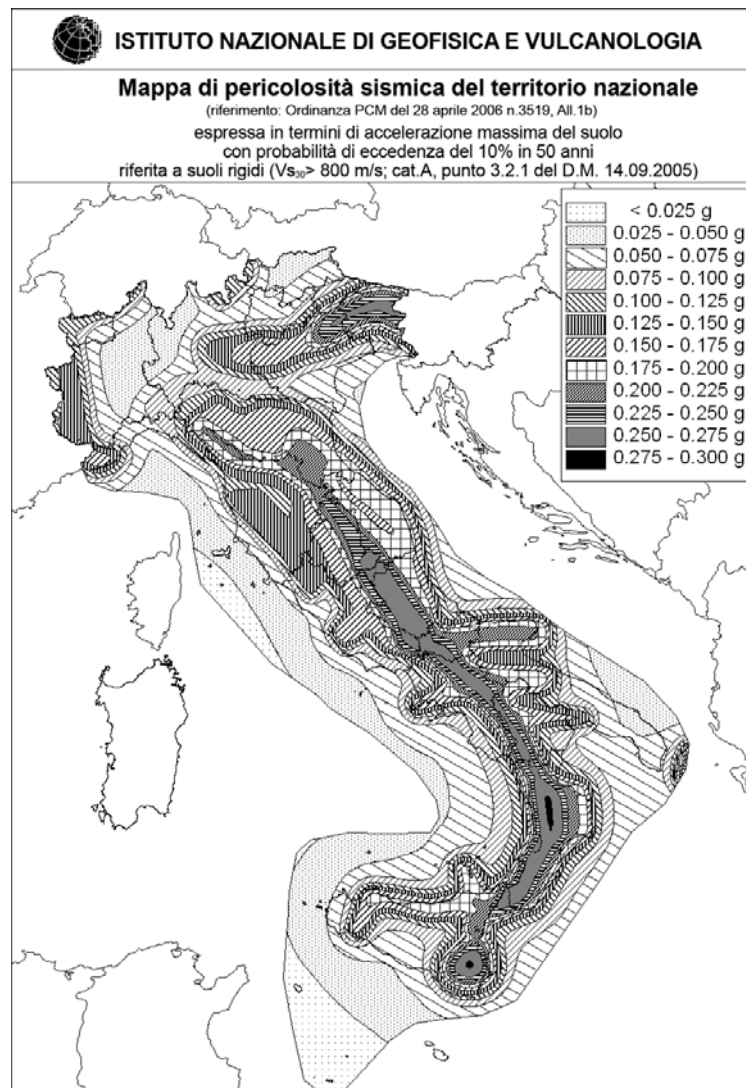 ISTITUTO NAZIONALE DI GEOFISICA E VULCANOLOGIA
Mappa di pericolosità sismica del territorio nazionale
(riferimento: Ordinanza PCM del 28 aprile 2006 n.3519, All.1b)
espressa in termini di accelerazione massima del suolo
con probabilità di eccedenza del 10% in 50 anni
riferita a suoli rigidi (Vs₃₀> 800 m/s; cat.A, punto 3.2.1 del D.M. 14.09.2005)
< 0.025 g
0.025 - 0.050 g
0.050 - 0.075 g
0.075 - 0.100 g
0.100 - 0.125 g
0.125 - 0.150 g
0.150 - 0.175 g
0.175 - 0.200 g
0.200 - 0.225 g
0.225 - 0.250 g
0.250 - 0.275 g
0.275 - 0.300 g